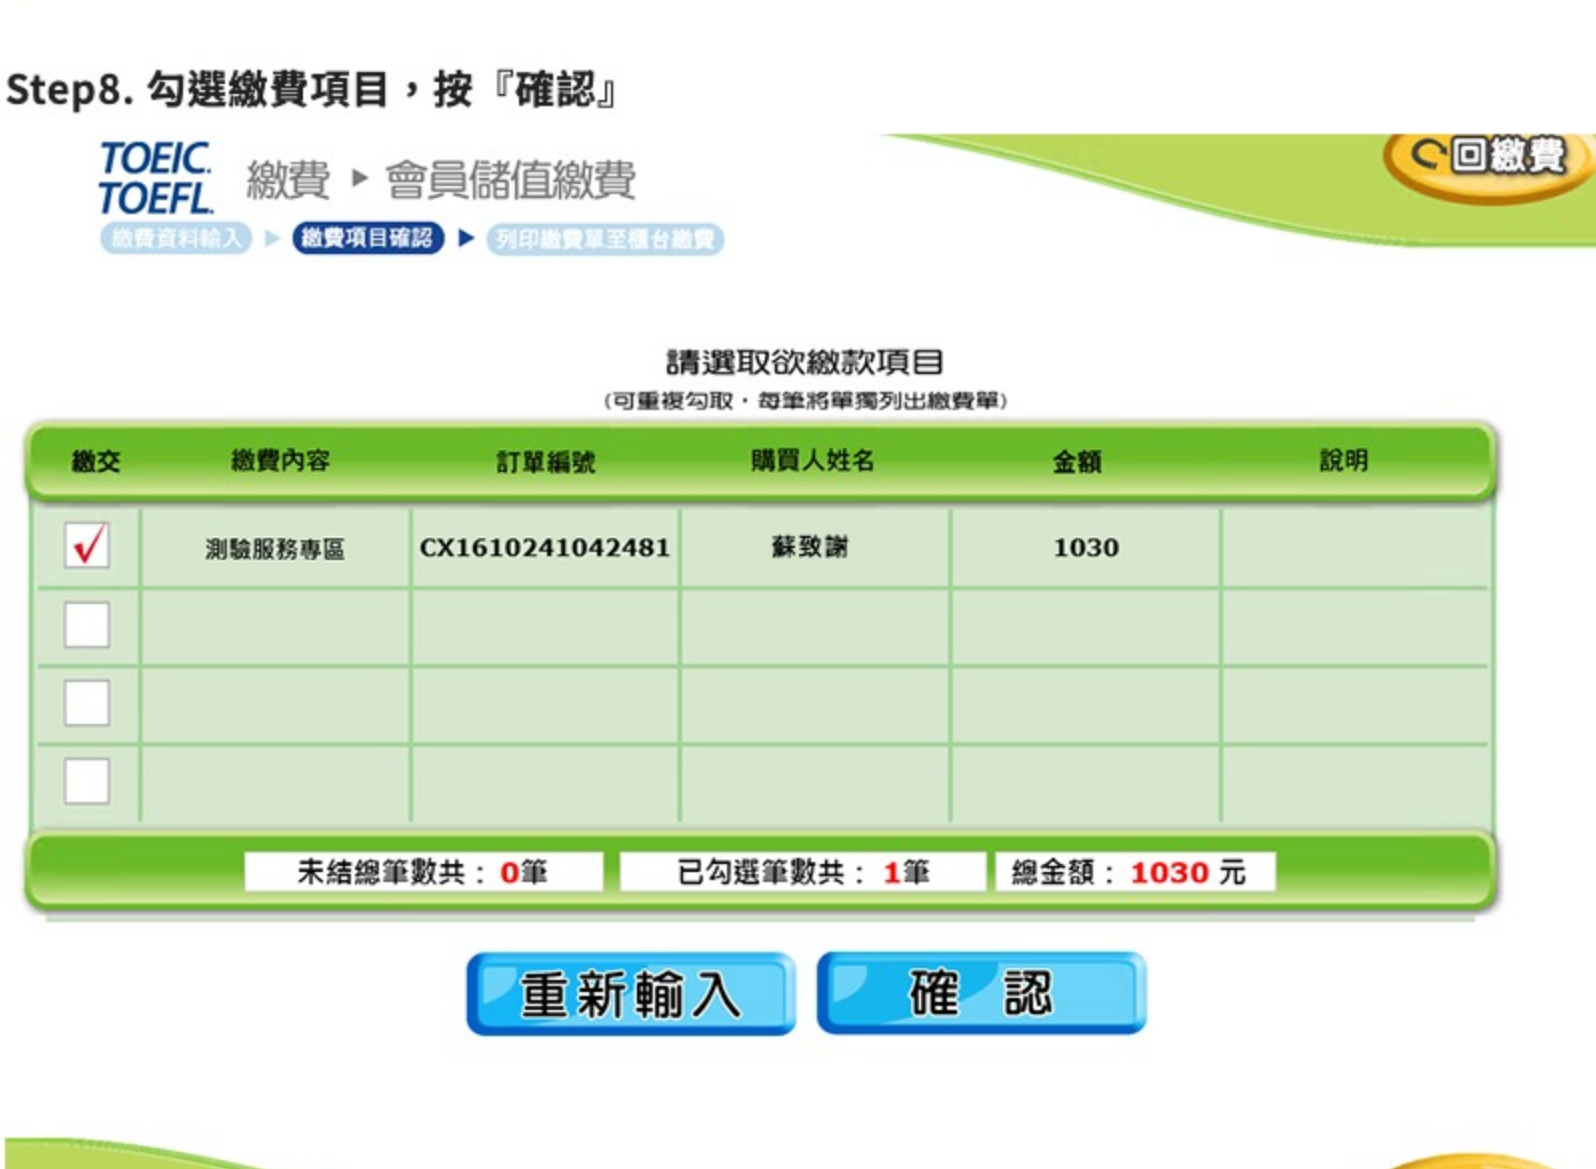 Step8. 勾選繳費項目，按『確認』
TOEIC. TOEFL. 繳費 ▸ 會員儲值繳費
回繳費
繳費資料輸入 ▶ 繳費項目確認 ▶ 列印繳費單至櫃台繳費
請選取欲繳款項目
(可重複勾取・每筆將單獨列出繳費單)
繳交 繳費內容 訂單編號 購買人姓名 金額 說明
測驗服務專區 CX1610241042481 蘇致謝 1030
未結總筆數共：0筆 已勾選筆數共：1筆 總金額：1030 元
重新輸入 確 認